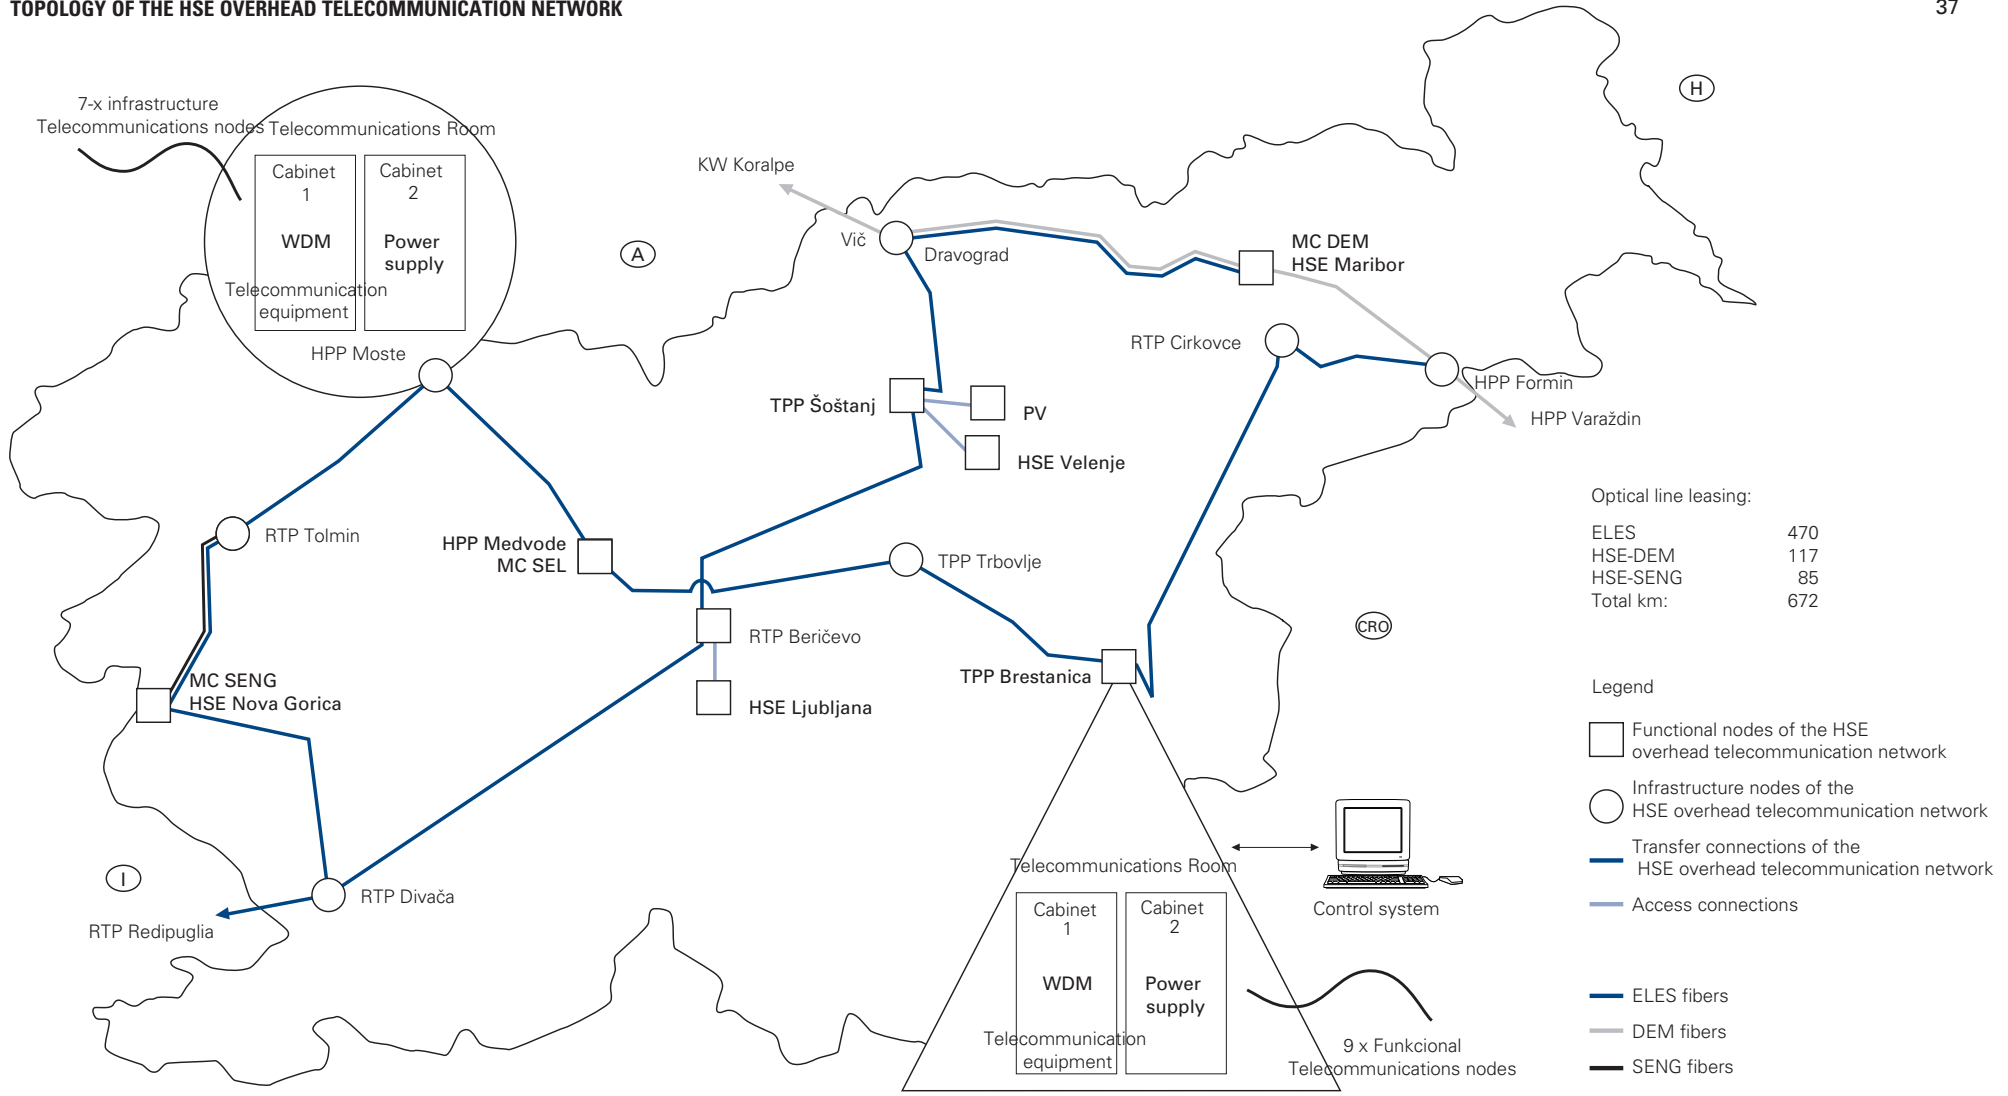 TOPOLOGY OF THE HSE OVERHEAD TELECOMMUNICATION NETWORK
37
7-x infrastructure
Telecommunications nodes
Telecommunications Room
Cabinet
1
WDM
Telecommunication
equipment
Cabinet
2
Power
supply
HPP Moste
A
H
KW Koralpe
Vič
Dravograd
MC DEM
HSE Maribor
RTP Cirkovce
HPP Formin
HPP Varaždin
TPP Šoštanj
PV
HSE Velenje
RTP Tolmin
HPP Medvode
MC SEL
TPP Trbovlje
RTP Beričevo
HSE Ljubljana
TPP Brestanica
CRO
MC SENG
HSE Nova Gorica
I
RTP Divača
RTP Redipuglia
Telecommunications Room
Cabinet
1
WDM
Telecommunication
equipment
Cabinet
2
Power
supply
Control system
9 x Funkcional
Telecommunications nodes
Optical line leasing:
ELES 470
HSE-DEM 117
HSE-SENG 85
Total km: 672
Legend
Functional nodes of the HSE
overhead telecommunication network
Infrastructure nodes of the
HSE overhead telecommunication network
Transfer connections of the
HSE overhead telecommunication network
Access connections
ELES fibers
DEM fibers
SENG fibers